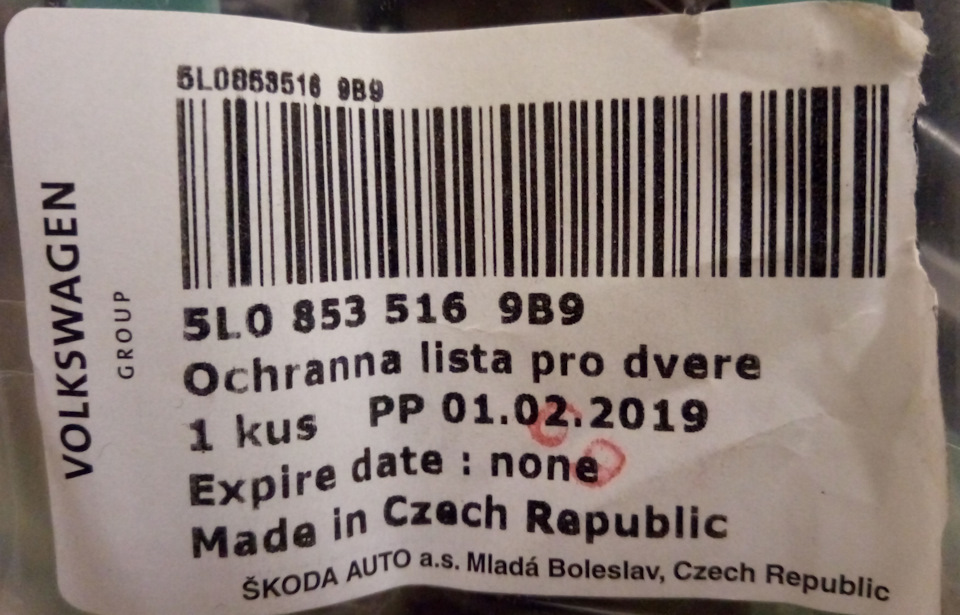 VOLKSWAGEN
GROUP
5L0853516 9B9
5L0 853 516 9B9
Ochranna lista pro dvere
1 kus PP 01.02.2019
Expire date : none
Made in Czech Republic
ŠKODA AUTO a.s. Mladá Boleslav, Czech Republic